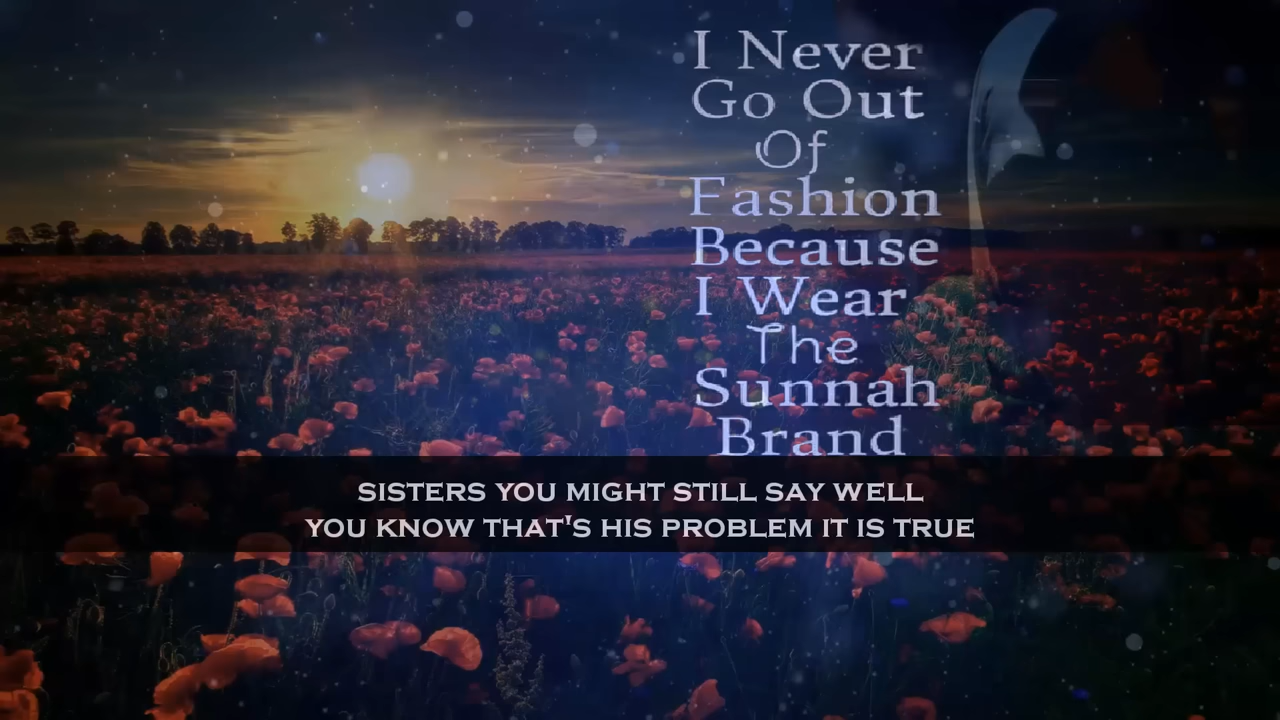 I Never
Go Out
Of
Fashion
Because
I Wear
The
Sunnah
Brand
SISTERS YOU MIGHT STILL SAY WELL
YOU KNOW THAT'S HIS PROBLEM IT IS TRUE